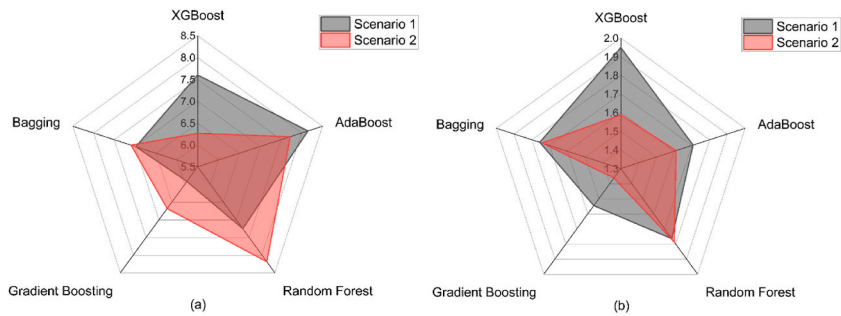 XGBoost
8.5
8.0
7.5
7.0
6.5
6.0
5.5
Scenario 1
Scenario 2
Bagging
AdaBoost
Gradient Boosting
Random Forest
(a)
XGBoost
2.0
1.9
1.8
1.7
1.6
1.5
1.4
1.3
Scenario 1
Scenario 2
Bagging
AdaBoost
Gradient Boosting
Random Forest
(b)